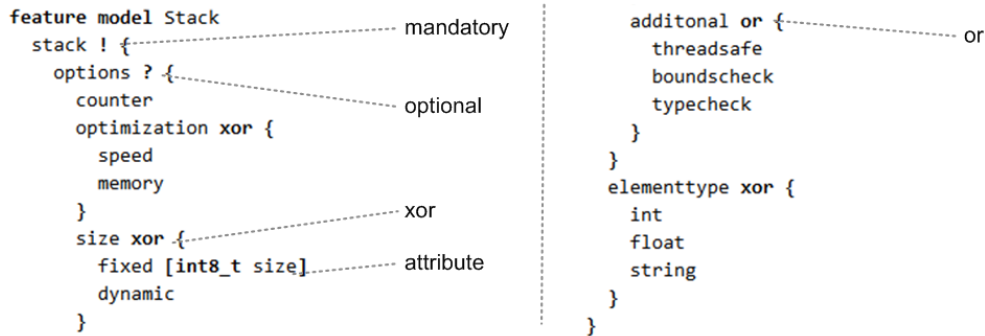 feature model Stack
stack ! {
mandatory
options ? {
counter
optional
optimization xor {
speed
memory
}
size xor {
xor
fixed [int8_t size]
attribute
dynamic
}
additonal or {
or
threadsafe
boundscheck
typecheck
}
}
elementtype xor {
int
float
string
}
}